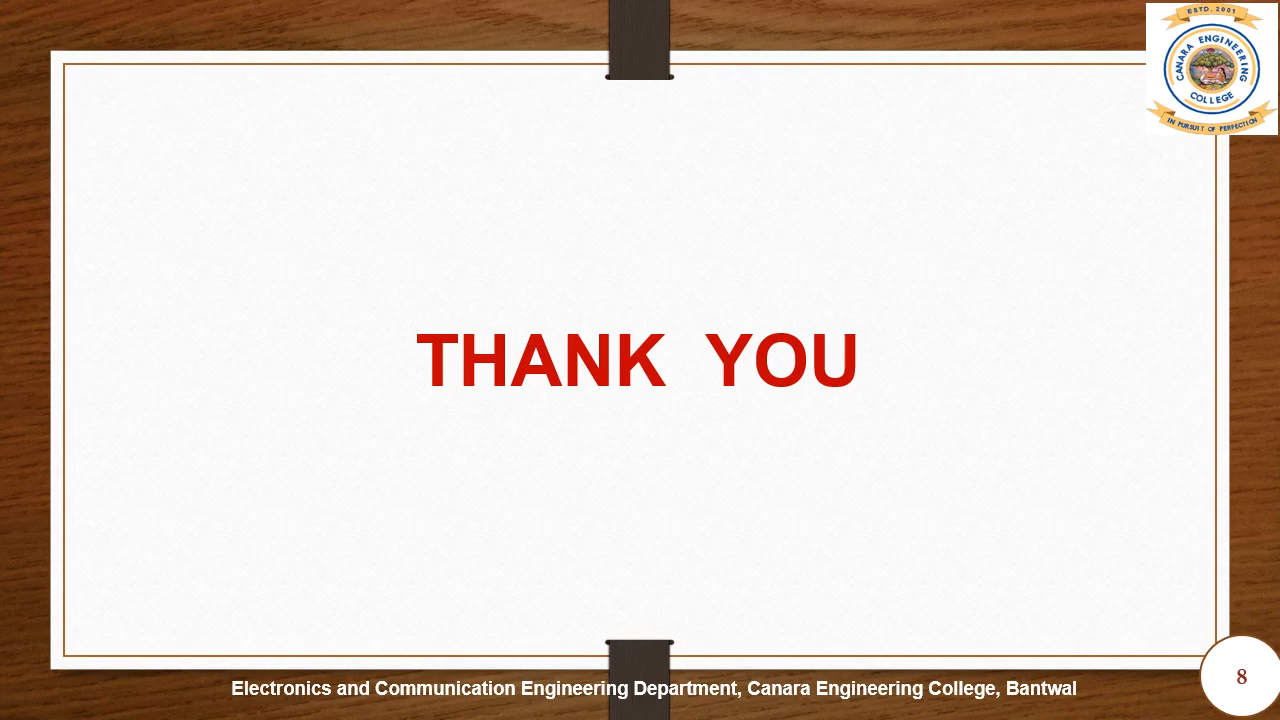 ESTD. 2001
CANARA ENGINEERING
COLLEGE
IN PURSUIT OF PERFECTION
THANK YOU
Electronics and Communication Engineering Department, Canara Engineering College, Bantwal
8